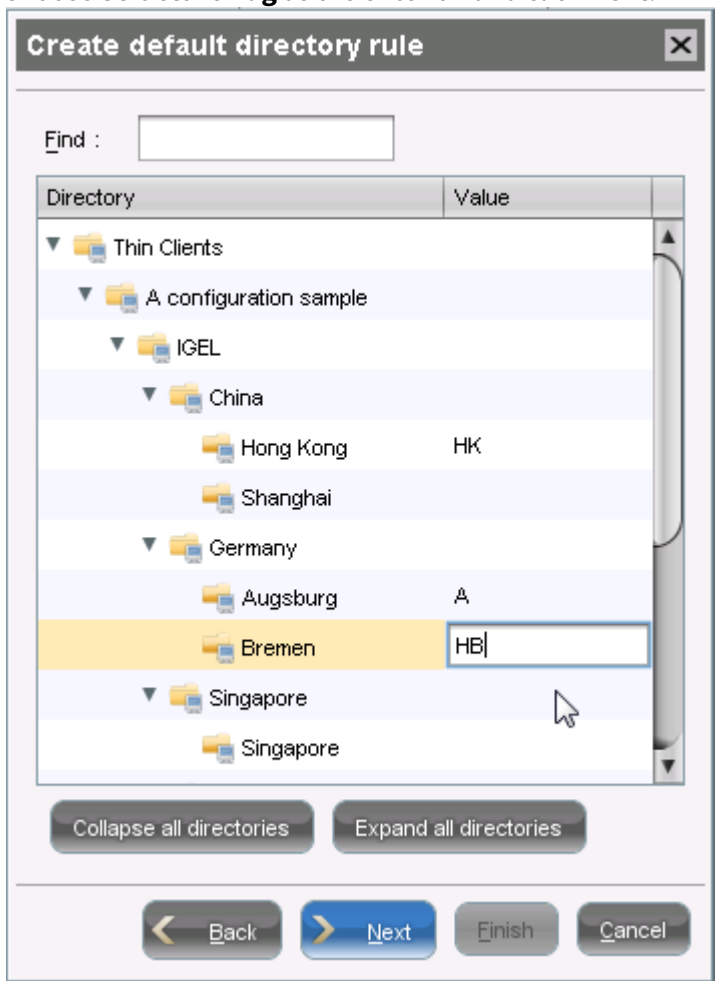 Create default directory rule
Find :
Directory Value
Thin Clients
A configuration sample
IGEL
China
Hong Kong HK
Shanghai
Germany
Augsburg A
Bremen HB
Singapore
Singapore
Collapse all directories Expand all directories
Back Next Finish Cancel